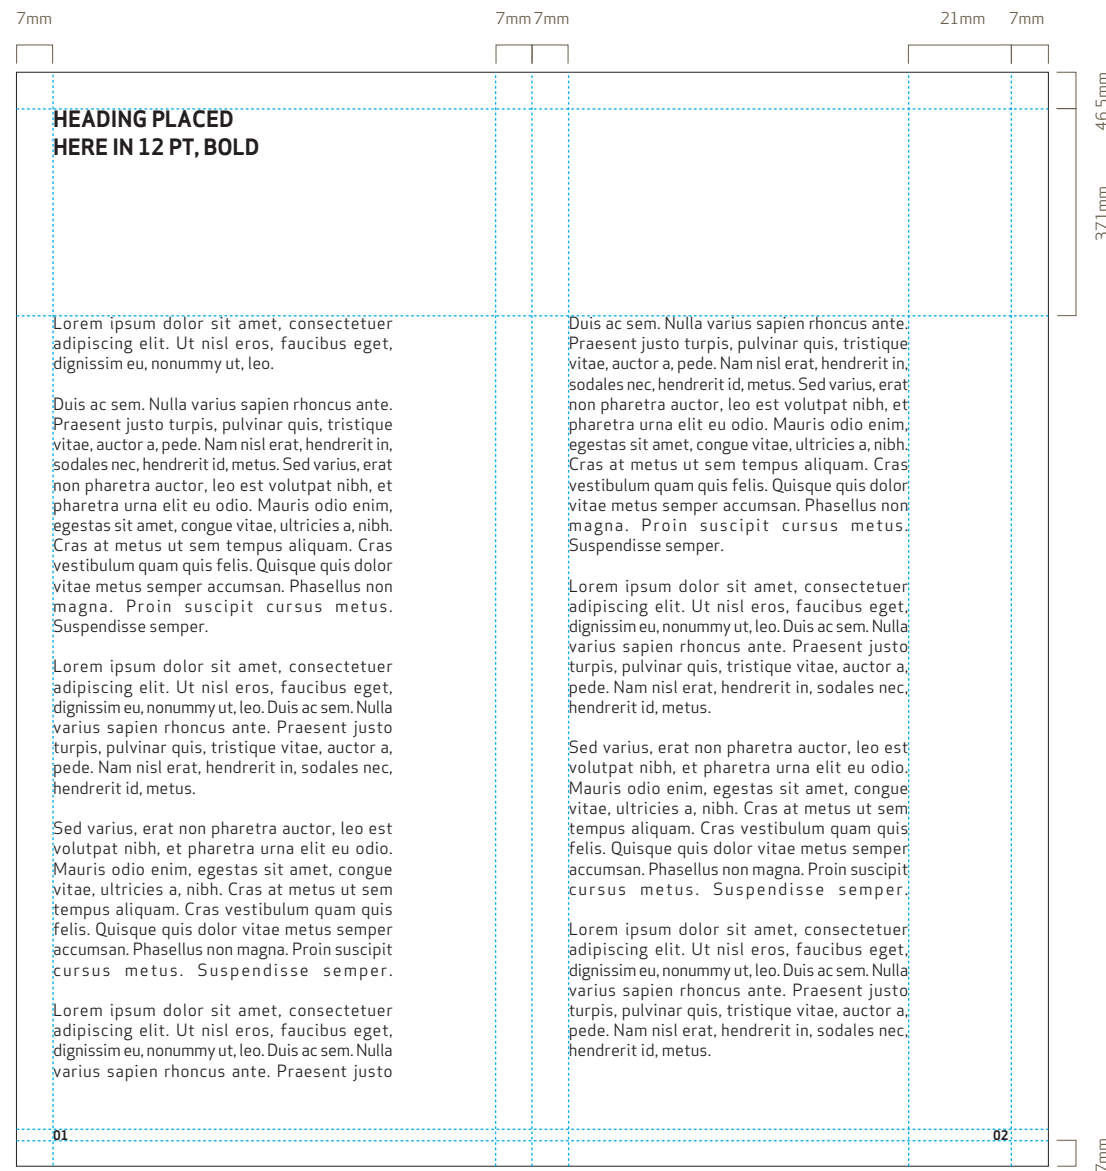 7mm
7mm 7mm
21mm 7mm
46.5mm
371mm
HEADING PLACED
HERE IN 12 PT, BOLD
Lorem ipsum dolor sit amet, consectetuer
adipiscing elit. Ut nisl eros, faucibus eget,
dignissim eu, nonummy ut, leo.
Duis ac sem. Nulla varius sapien rhoncus ante.
Praesent justo turpis, pulvinar quis, tristique
vitae, auctor a, pede. Nam nisl erat, hendrerit in,
sodales nec, hendrerit id, metus. Sed varius, erat
non pharetra auctor, leo est volutpat nibh, et
pharetra urna elit eu odio. Mauris odio enim,
egestas sit amet, congue vitae, ultricies a, nibh.
Cras at metus ut sem tempus aliquam. Cras
vestibulum quam quis felis. Quisque quis dolor
vitae metus semper accumsan. Phasellus non
magna. Proin suscipit cursus metus.
Suspendisse semper.
Lorem ipsum dolor sit amet, consectetuer
adipiscing elit. Ut nisl eros, faucibus eget,
dignissim eu, nonummy ut, leo. Duis ac sem. Nulla
varius sapien rhoncus ante. Praesent justo
turpis, pulvinar quis, tristique vitae, auctor a,
pede. Nam nisl erat, hendrerit in, sodales nec,
hendrerit id, metus.
Sed varius, erat non pharetra auctor, leo est
volutpat nibh, et pharetra urna elit eu odio.
Mauris odio enim, egestas sit amet, congue
vitae, ultricies a, nibh. Cras at metus ut sem
tempus aliquam. Cras vestibulum quam quis
felis. Quisque quis dolor vitae metus semper
accumsan. Phasellus non magna. Proin suscipit
cursus metus. Suspendisse semper.
Lorem ipsum dolor sit amet, consectetuer
adipiscing elit. Ut nisl eros, faucibus eget,
dignissim eu, nonummy ut, leo. Duis ac sem. Nulla
varius sapien rhoncus ante. Praesent justo
01
Duis ac sem. Nulla varius sapien rhoncus ante.
Praesent justo turpis, pulvinar quis, tristique
vitae, auctor a, pede. Nam nisl erat, hendrerit in,
sodales nec, hendrerit id, metus. Sed varius, erat
non pharetra auctor, leo est volutpat nibh, et
pharetra urna elit eu odio. Mauris odio enim,
egestas sit amet, congue vitae, ultricies a, nibh.
Cras at metus ut sem tempus aliquam. Cras
vestibulum quam quis felis. Quisque quis dolor
vitae metus semper accumsan. Phasellus non
magna. Proin suscipit cursus metus.
Suspendisse semper.
Lorem ipsum dolor sit amet, consectetuer
adipiscing elit. Ut nisl eros, faucibus eget,
dignissim eu, nonummy ut, leo. Duis ac sem. Nulla
varius sapien rhoncus ante. Praesent justo
turpis, pulvinar quis, tristique vitae, auctor a,
pede. Nam nisl erat, hendrerit in, sodales nec,
hendrerit id, metus.
Sed varius, erat non pharetra auctor, leo est
volutpat nibh, et pharetra urna elit eu odio.
Mauris odio enim, egestas sit amet, congue
vitae, ultricies a, nibh. Cras at metus ut sem
tempus aliquam. Cras vestibulum quam quis
felis. Quisque quis dolor vitae metus semper
accumsan. Phasellus non magna. Proin suscipit
cursus metus. Suspendisse semper.
Lorem ipsum dolor sit amet, consectetuer
adipiscing elit. Ut nisl eros, faucibus eget,
dignissim eu, nonummy ut, leo. Duis ac sem. Nulla
varius sapien rhoncus ante. Praesent justo
turpis, pulvinar quis, tristique vitae, auctor a,
pede. Nam nisl erat, hendrerit in, sodales nec,
hendrerit id, metus.
02
7mm